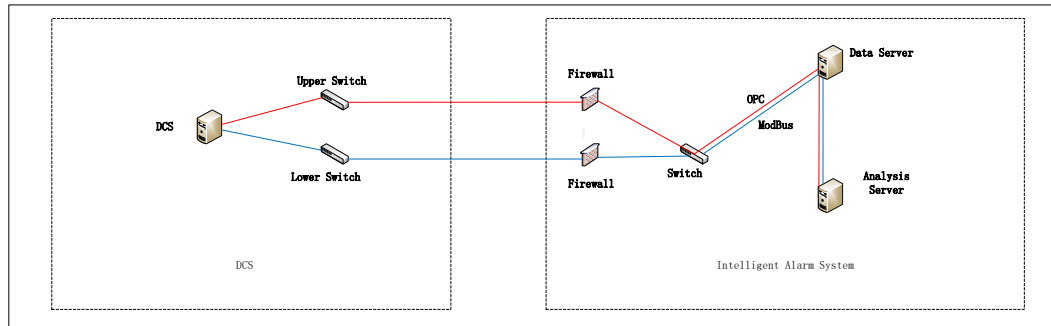 Data Server
Firewall
Upper Switch
OPC
DCS
ModBus
Lower Switch
Firewall
Switch
Analysis
Server
DCS
Intelligent Alarm System